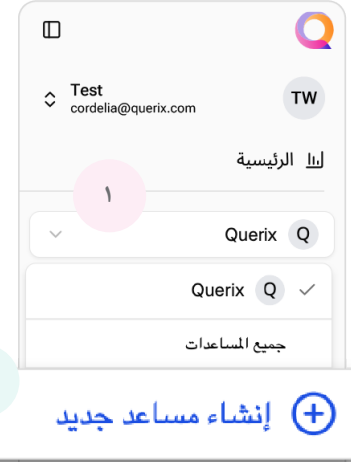 Test
cordelia@querix.com
TW
الرئيسية
١
Querix Q
Querix Q
جميع المساعدات
إنشاء مساعد جديد